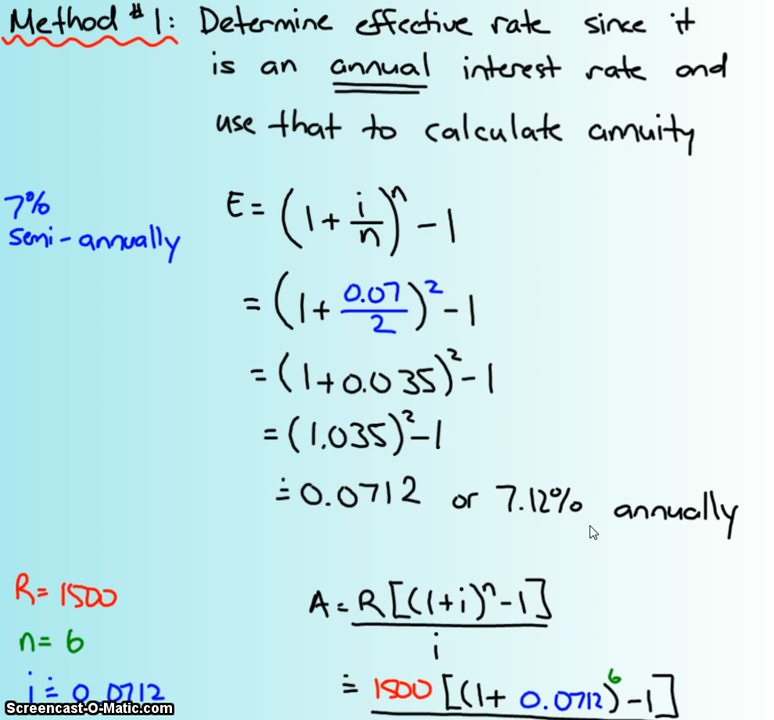 Method #1: Determine effective rate since it
is an annual interest rate and
use that to calculate annuity
7%
semi-annually
E = (1 + i/n)^n - 1
= (1 + 0.07/2)^2 - 1
= (1+0.035)^2 - 1
= (1.035)^2 - 1
≐ 0.0712 or 7.12% annually
R = 1500
n = 6
i ≐ 0.0712
A = R[(1+i)^n - 1]
i
≐ 1500 [(1 + 0.0712)^6 - 1]
Screencast-O-Matic.com